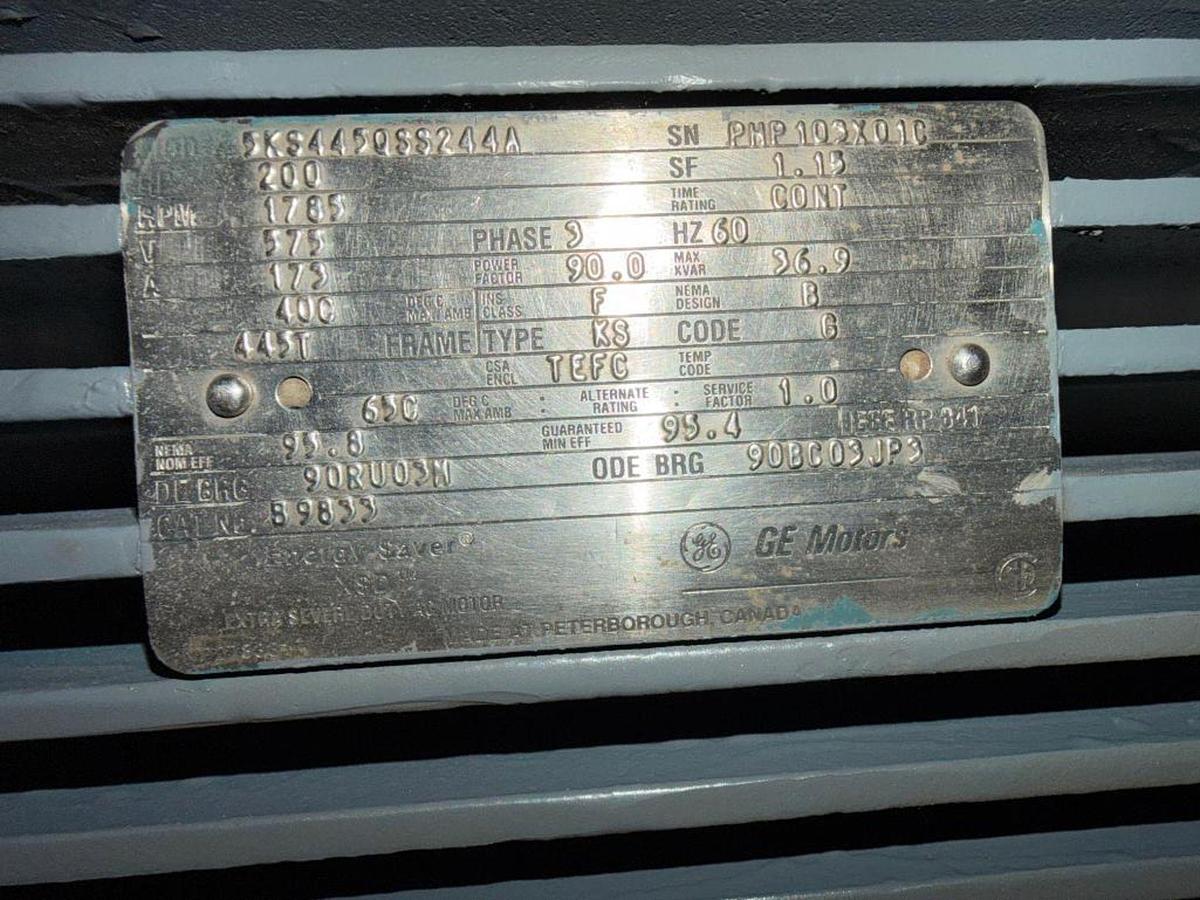 5KS445QSS244A SN PMP103X01C
HP 200 SF 1.15
RPM 1785 TIME RATING CONT
V 575 PHASE 3 HZ 60
A 173 POWER FACTOR 90.0 MAX KVAR 36.9
40C DEG C MAX AMB INS CLASS F NEMA DESIGN B
445T FRAME TYPE KS CODE G
CSA ENCL TEFC TEMP CODE
65C DEG C MAX AMB : ALTERNATE RATING : SERVICE FACTOR 1.0
NEMA NOM EFF 95.8 GUARANTEED MIN EFF 95.4 IEEE RP 841
DE BRG 90RU03M ODE BRG 90BC03JP3
CAT NO. B9833
Energy Saver® GE GE Motors
XSD™
EXTRA SEVERE DUTY AC MOTOR
MADE AT PETERBOROUGH, CANADA